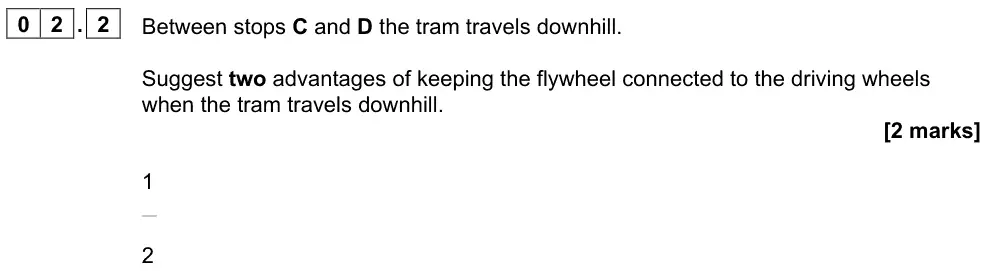 0 2 . 2 Between stops C and D the tram travels downhill.
Suggest two advantages of keeping the flywheel connected to the driving wheels
when the tram travels downhill.
[2 marks]
1
2